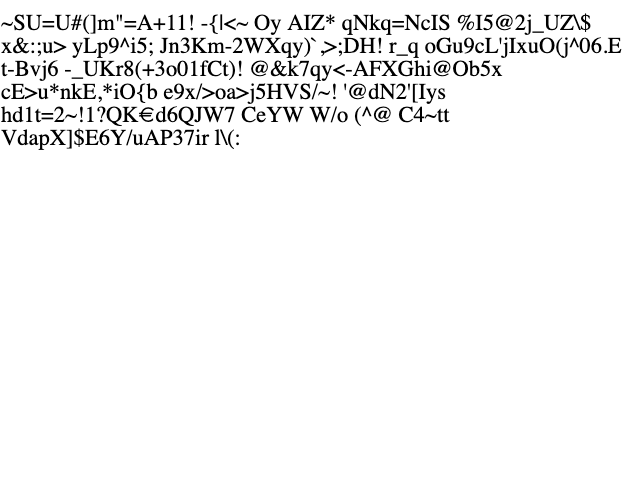 ~SU=U#(]m"=A+11! -{|<~ Oy AIZ* qNkq=NcIS %I5@2j_UZ\$
x&:;u> yLp9^i5; Jn3Km-2WXqy)` ,>;DH! r_q oGu9cL'jIxuO(j^06.E
t-Bvj6 -_UKr8(+3o01fCt)! @&k7qy<-AFXGhi@Ob5x
cE>u*nkE,*iO{b e9x/>oa>j5HVS/~! '@dN2'[Iys
hd1t=2~!1?QK€d6QJW7 CeYW W/o (^@ C4~tt
VdapX]$E6Y/uAP37ir l\(: